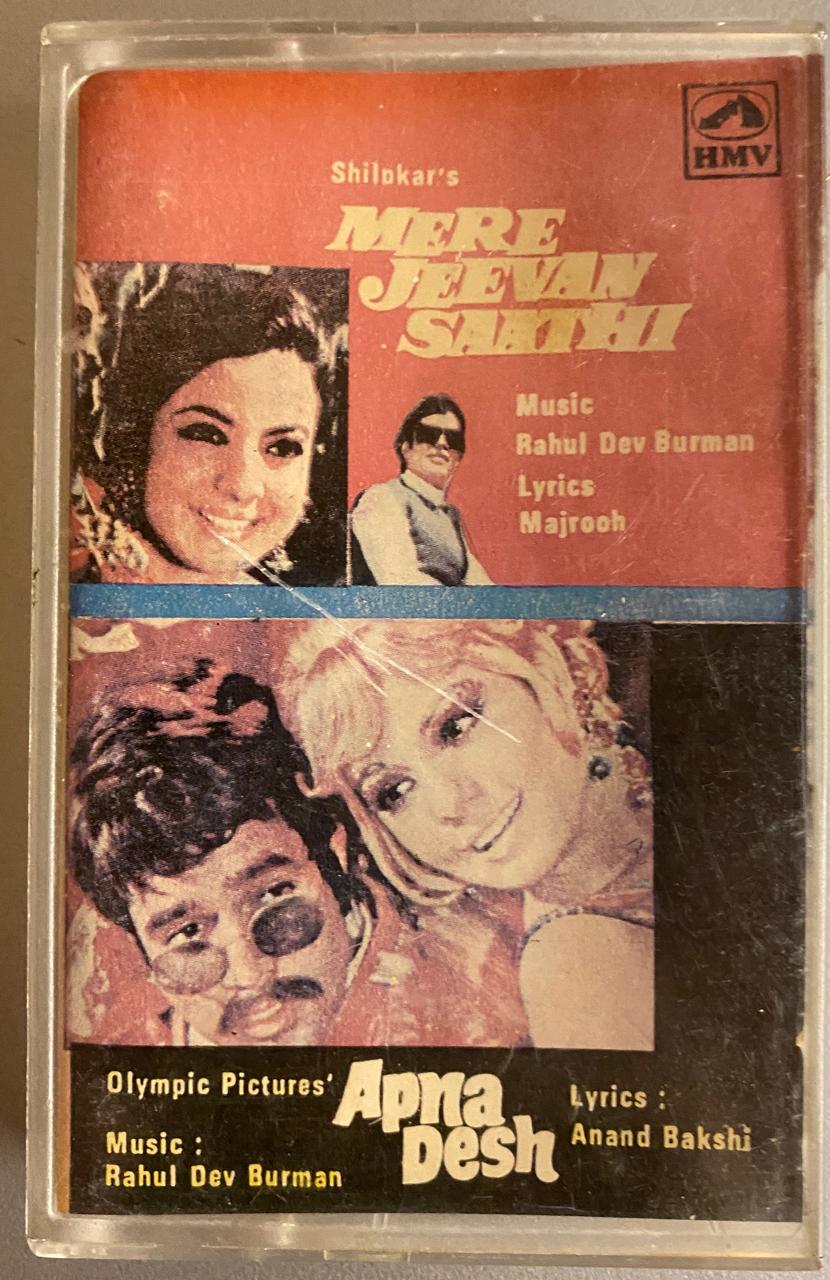 HMV
Shilpkar's
MERE
JEEVAN
SAATHI
Music
Rahul Dev Burman
Lyrics
Majrooh
Olympic Pictures'
Apna
Desh
Music :
Rahul Dev Burman
Lyrics :
Anand Bakshi